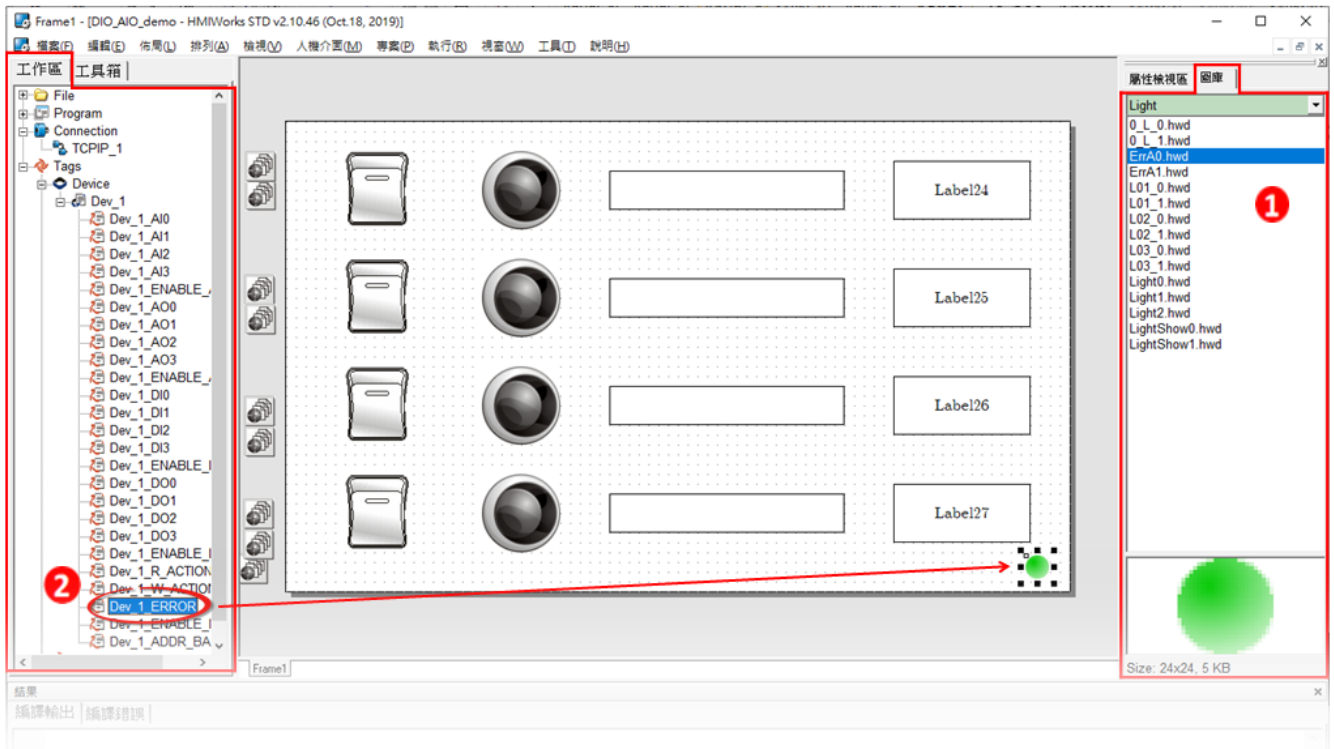 Frame1 - [DIO_AIO_demo - HMIWorks STD v2.10.46 (Oct.18, 2019)]
檔案(F) 編輯(E) 佈局(L) 排列(A) 檢視(V) 人機介面(M) 專案(P) 執行(R) 視窗(W) 工具(T) 說明(H)
工作區 工具箱
File
Program
Connection
TCPIP_1
Tags
Device
Dev_1
Dev_1_AI0
Dev_1_AI1
Dev_1_AI2
Dev_1_AI3
Dev_1_ENABLE_
Dev_1_AO0
Dev_1_AO1
Dev_1_AO2
Dev_1_AO3
Dev_1_ENABLE_
Dev_1_DI0
Dev_1_DI1
Dev_1_DI2
Dev_1_DI3
Dev_1_ENABLE_
Dev_1_DO0
Dev_1_DO1
Dev_1_DO2
Dev_1_DO3
Dev_1_ENABLE_
Dev_1_R_ACTION
Dev_1_W_ACTION
2
Dev_1_ERROR
Dev_1_ENABLE_
Dev_1_ADDR_BA
Label24
Label25
Label26
Label27
Frame1
屬性檢視區 圖庫
Light
0_L_0.hwd
0_L_1.hwd
ErrA0.hwd
ErrA1.hwd
L01_0.hwd
L01_1.hwd
1
L02_0.hwd
L02_1.hwd
L03_0.hwd
L03_1.hwd
Light0.hwd
Light1.hwd
Light2.hwd
LightShow0.hwd
LightShow1.hwd
Size: 24x24, 5 KB
結果
編譯輸出 編譯錯誤